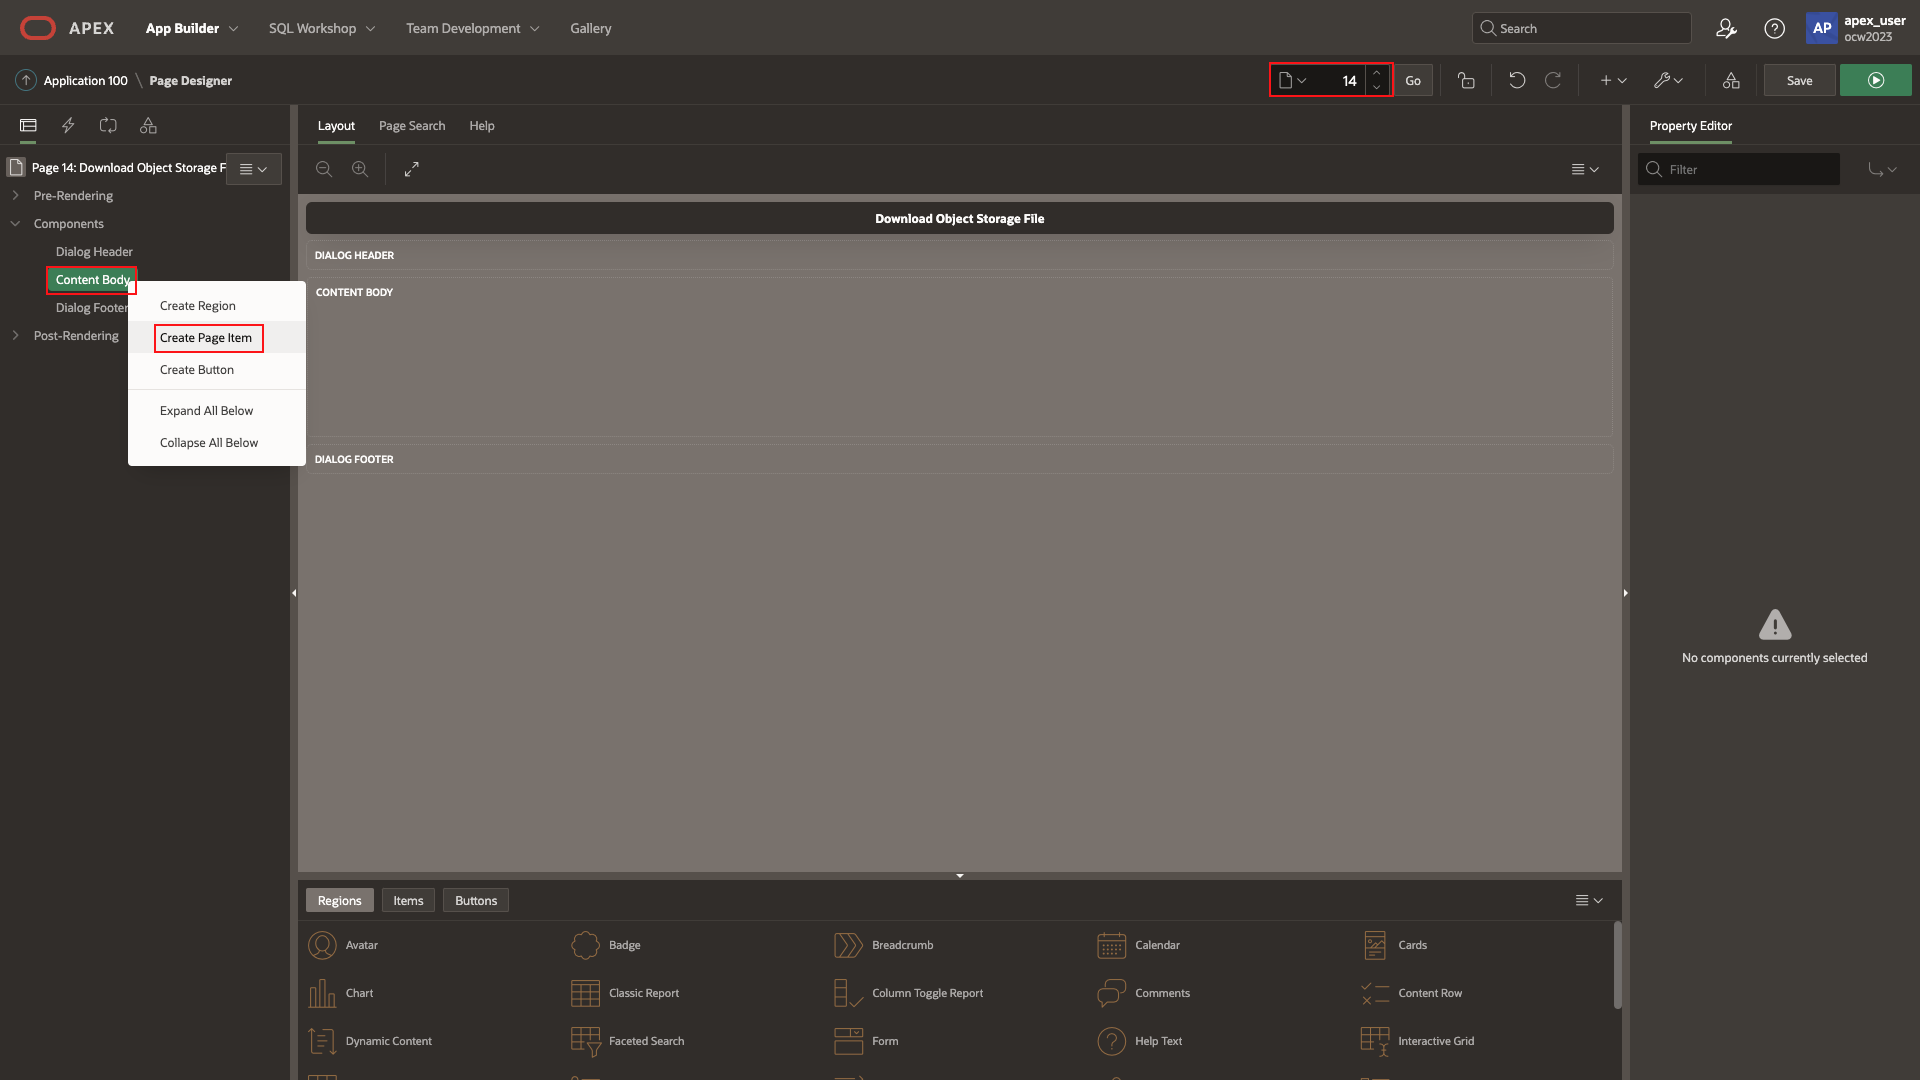 APEX
App Builder
SQL Workshop
Team Development
Gallery
Search
AP
apex_user
ocw2023
Application 100 \ Page Designer
14
Go
Save
Layout
Page Search
Help
Property Editor
Page 14: Download Object Storage F
Filter
Pre-Rendering
Components
Dialog Header
Content Body
Dialog Footer
Post-Rendering
Create Region
Create Page Item
Create Button
Expand All Below
Collapse All Below
Download Object Storage File
DIALOG HEADER
CONTENT BODY
DIALOG FOOTER
No components currently selected
Regions
Items
Buttons
Avatar
Badge
Breadcrumb
Calendar
Cards
Chart
Classic Report
Column Toggle Report
Comments
Content Row
Dynamic Content
Faceted Search
Form
Help Text
Interactive Grid